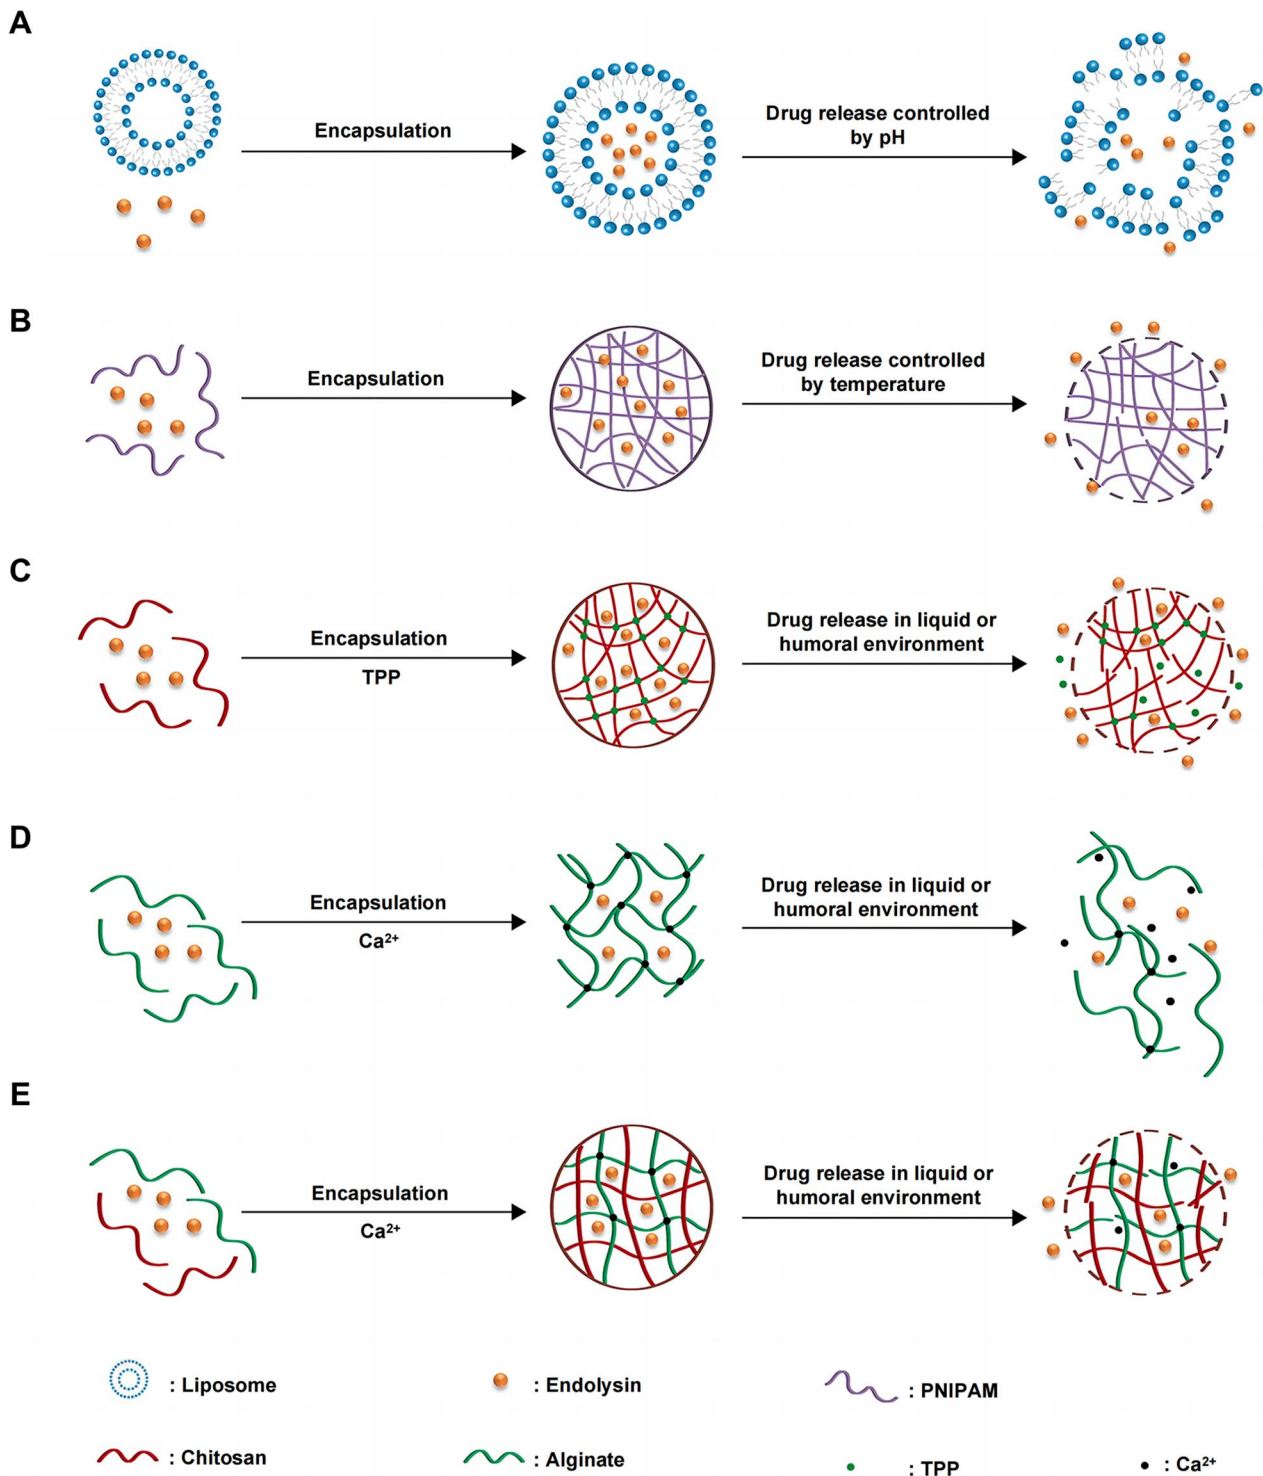 A
Encapsulation
Drug release controlled
by pH
B
Encapsulation
Drug release controlled
by temperature
C
Encapsulation
TPP
Drug release in liquid or
humoral environment
D
Encapsulation
Ca²⁺
Drug release in liquid or
humoral environment
E
Encapsulation
Ca²⁺
Drug release in liquid or
humoral environment
: Liposome
: Endolysin
: PNIPAM
: Chitosan
: Alginate
: TPP
: Ca²⁺